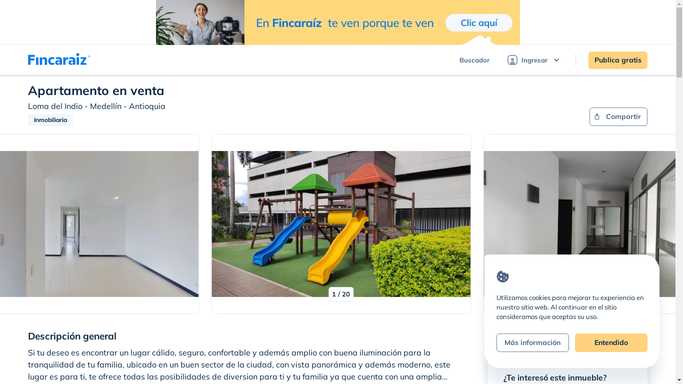 En Fincaraíz te ven porque te ven
Clic aquí
Fincaraiz
Buscador
Ingresar
Publica gratis
Apartamento en venta
Loma del Indio - Medellín - Antioquia
Inmobiliaria
Compartir
1 / 20
Utilizamos cookies para mejorar tu experiencia en
nuestro sitio web. Al continuar en el sitio
consideramos que aceptas su uso.
Más información
Entendido
Descripción general
Si tu deseo es encontrar un lugar cálido, seguro, confortable y además amplio con buena iluminación para la
tranquilidad de tu familia, ubicado en un buen sector de la ciudad, con vista panorámica y además moderno, este
lugar es para ti, te ofrece todas las posibilidades de diversion para ti y tu familia ya que cuenta con una amplia...
¿Te interesó este inmueble?